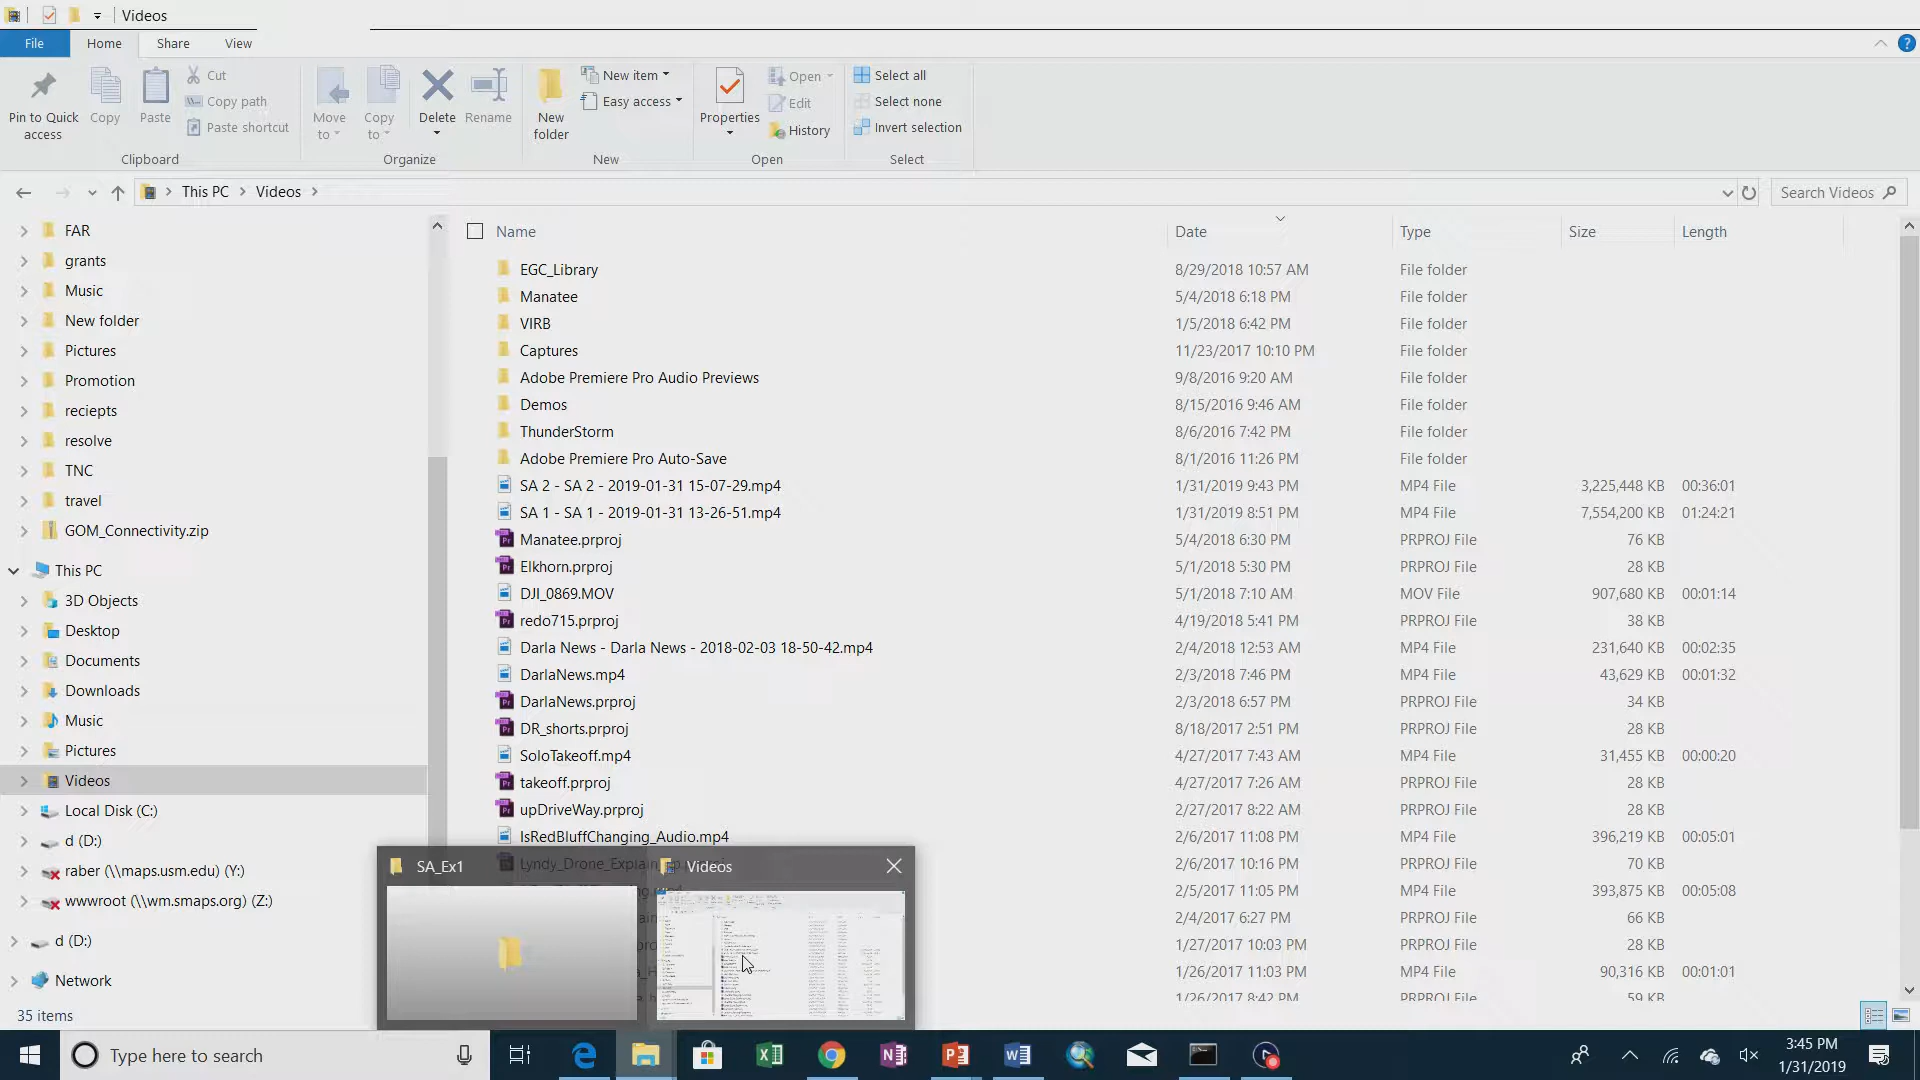 Videos
File Home Share View
Pin to Quick access
Copy
Paste
Cut
Copy path
Paste shortcut
Clipboard
Move to
Copy to
Delete
Rename
Organize
New folder
New item
Easy access
New
Properties
Open
Edit
History
Open
Select all
Select none
Invert selection
Select
This PC > Videos >
Search Videos
FAR
grants
Music
New folder
Pictures
Promotion
reciepts
resolve
TNC
travel
GOM_Connectivity.zip
This PC
3D Objects
Desktop
Documents
Downloads
Music
Pictures
Videos
Local Disk (C:)
d (D:)
raber (\\maps.usm.edu) (Y:)
wwwroot (\\wm.smaps.org) (Z:)
d (D:)
Network
Name Date Type Size Length
EGC_Library 8/29/2018 10:57 AM File folder
Manatee 5/4/2018 6:18 PM File folder
VIRB 1/5/2018 6:42 PM File folder
Captures 11/23/2017 10:10 PM File folder
Adobe Premiere Pro Audio Previews 9/8/2016 9:20 AM File folder
Demos 8/15/2016 9:46 AM File folder
ThunderStorm 8/6/2016 7:42 PM File folder
Adobe Premiere Pro Auto-Save 8/1/2016 11:26 PM File folder
SA 2 - SA 2 - 2019-01-31 15-07-29.mp4 1/31/2019 9:43 PM MP4 File 3,225,448 KB 00:36:01
SA 1 - SA 1 - 2019-01-31 13-26-51.mp4 1/31/2019 8:51 PM MP4 File 7,554,200 KB 01:24:21
Manatee.prproj 5/4/2018 6:30 PM PRPROJ File 76 KB
Elkhorn.prproj 5/1/2018 5:30 PM PRPROJ File 28 KB
DJI_0869.MOV 5/1/2018 7:10 AM MOV File 907,680 KB 00:01:14
redo715.prproj 4/19/2018 5:41 PM PRPROJ File 38 KB
Darla News - Darla News - 2018-02-03 18-50-42.mp4 2/4/2018 12:53 AM MP4 File 231,640 KB 00:02:35
DarlaNews.mp4 2/3/2018 7:46 PM MP4 File 43,629 KB 00:01:32
DarlaNews.prproj 2/3/2018 6:57 PM PRPROJ File 34 KB
DR_shorts.prproj 8/18/2017 2:51 PM PRPROJ File 28 KB
SoloTakeoff.mp4 4/27/2017 7:43 AM MP4 File 31,455 KB 00:00:20
takeoff.prproj 4/27/2017 7:26 AM PRPROJ File 28 KB
upDriveWay.prproj 2/27/2017 8:22 AM PRPROJ File 28 KB
IsRedBluffChanging_Audio.mp4 2/6/2017 11:08 PM MP4 File 396,219 KB 00:05:01
2/6/2017 10:16 PM PRPROJ File 70 KB
2/5/2017 11:05 PM MP4 File 393,875 KB 00:05:08
2/4/2017 6:27 PM PRPROJ File 66 KB
1/27/2017 10:03 PM PRPROJ File 28 KB
1/26/2017 11:03 PM MP4 File 90,316 KB 00:01:01
1/26/2017 8:42 PM PRPROJ File 59 KB
SA_Ex1
Videos
35 items
Type here to search
3:45 PM
1/31/2019